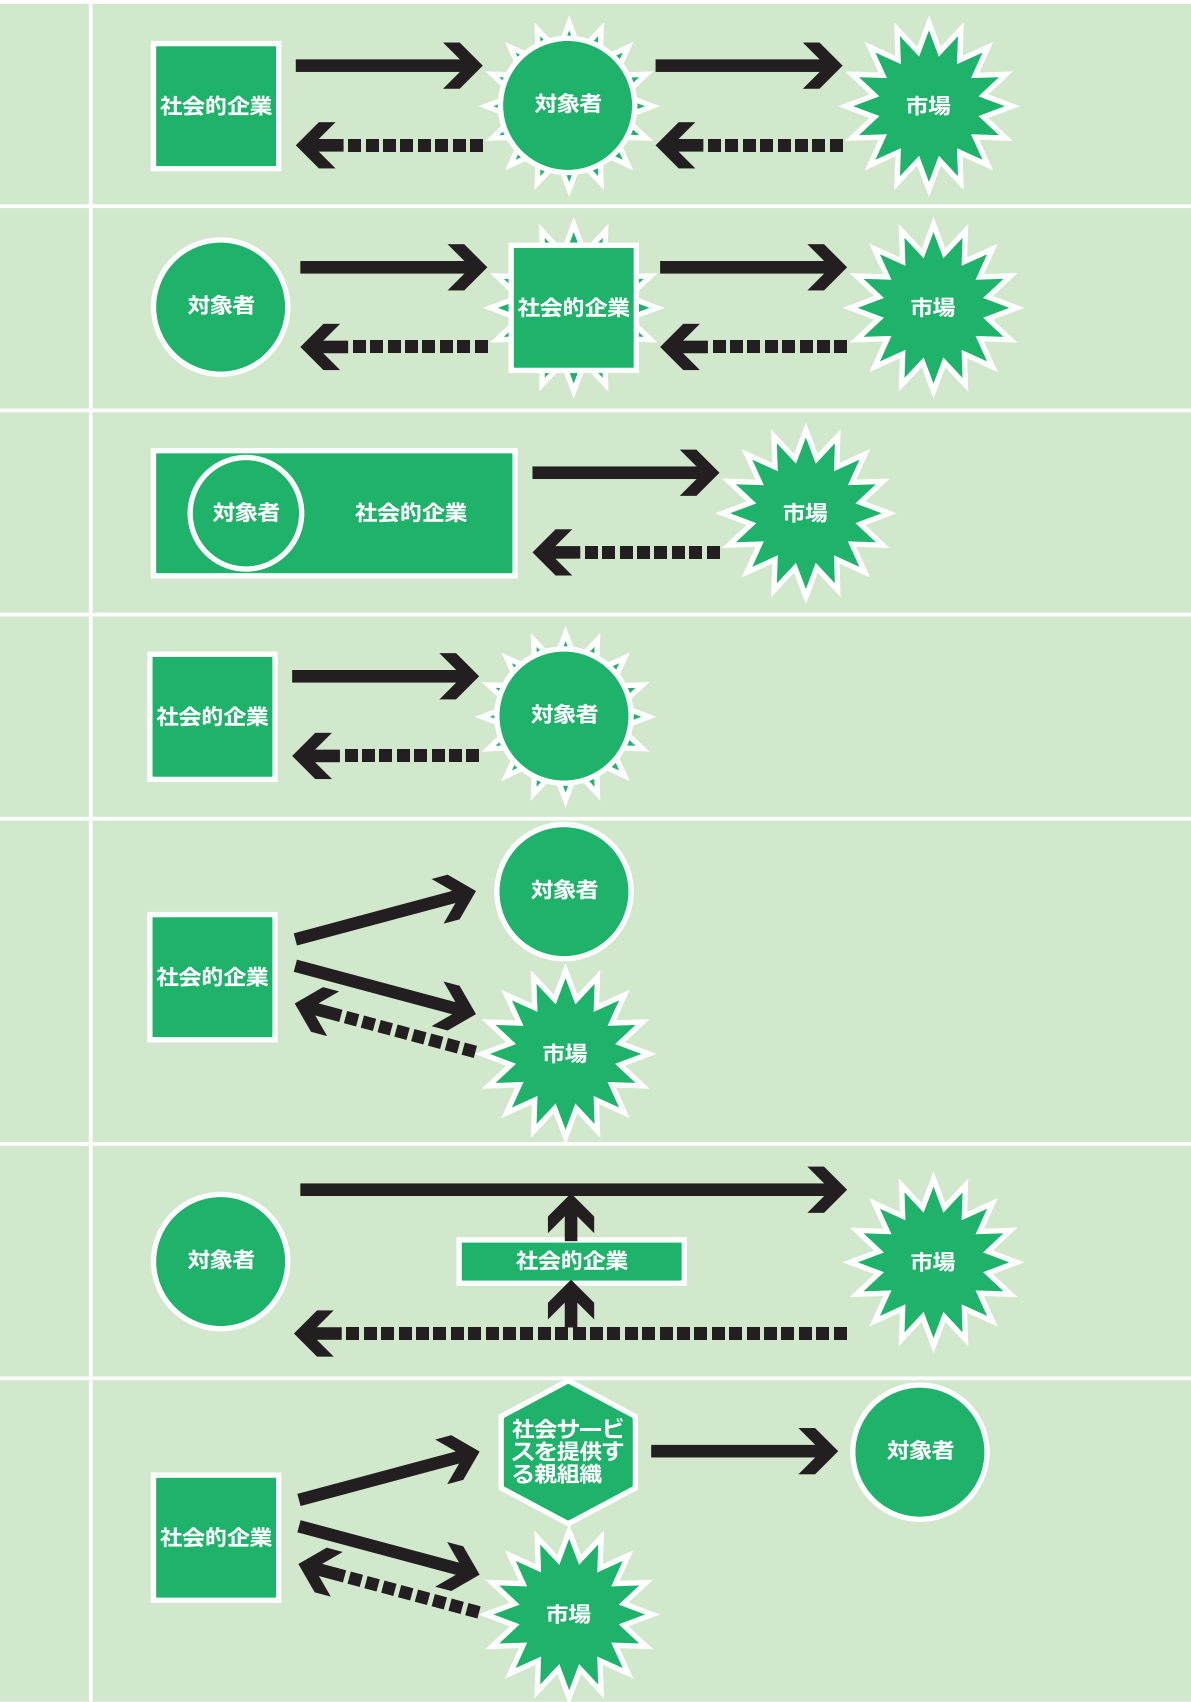 社会的企業
対象者
市場
対象者
社会的企業
市場
対象者
社会的企業
市場
社会的企業
対象者
対象者
社会的企業
市場
対象者
社会的企業
市場
社会サービ
スを提供す
る親組織
対象者
社会的企業
市場